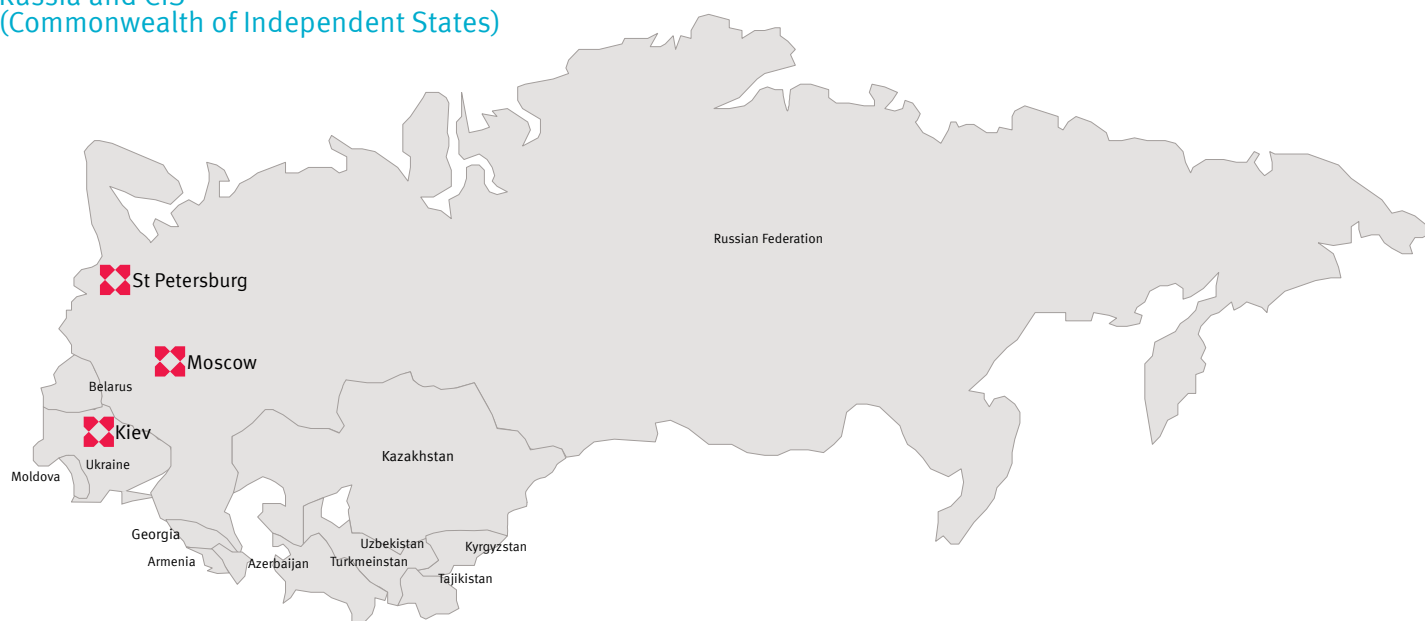 Russia and CIS
(Commonwealth of Independent States)
Russian Federation
St Petersburg
Moscow
Belarus
Kiev
Kazakhstan
Ukraine
Moldova
Georgia
Uzbekistan
Kyrgyzstan
Armenia
Azerbaijan
Turkmeinstan
Tajikistan